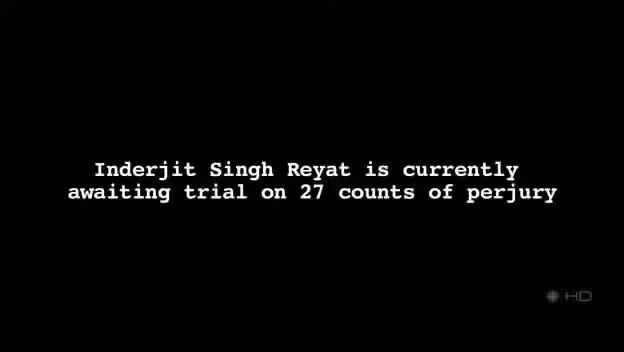 Inderjit Singh Reyat is currently
awaiting trial on 27 counts of perjury
HD